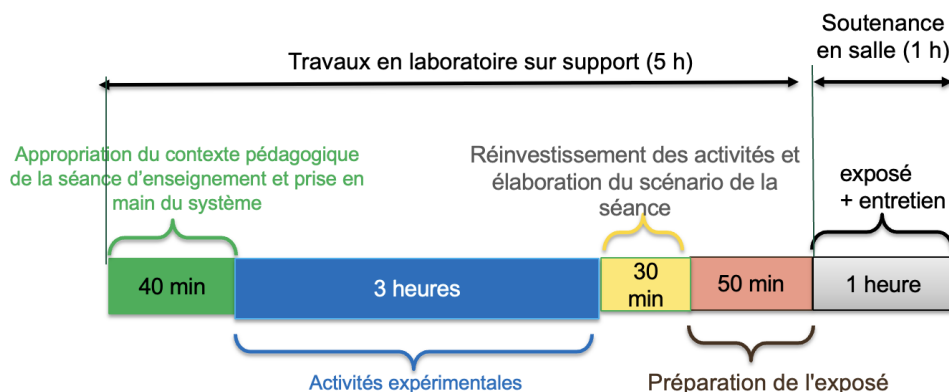 Soutenance
en salle (1 h)
Travaux en laboratoire sur support (5 h)
Appropriation du contexte pédagogique
de la séance d'enseignement et prise en
main du système
Réinvestissement des activités et
élaboration du scénario de la
séance
exposé
+ entretien
40 min
3 heures
30
min
50 min
1 heure
Activités expérimentales
Préparation de l'exposé